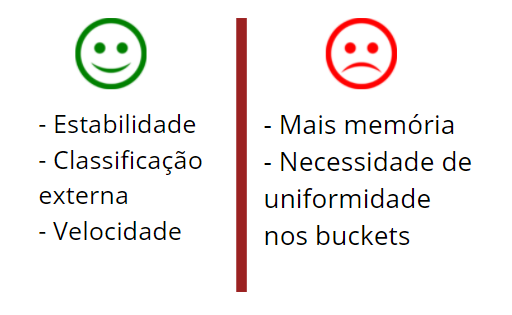 - Estabilidade
- Classificação
externa
- Velocidade
- Mais memória
- Necessidade de
uniformidade
nos buckets